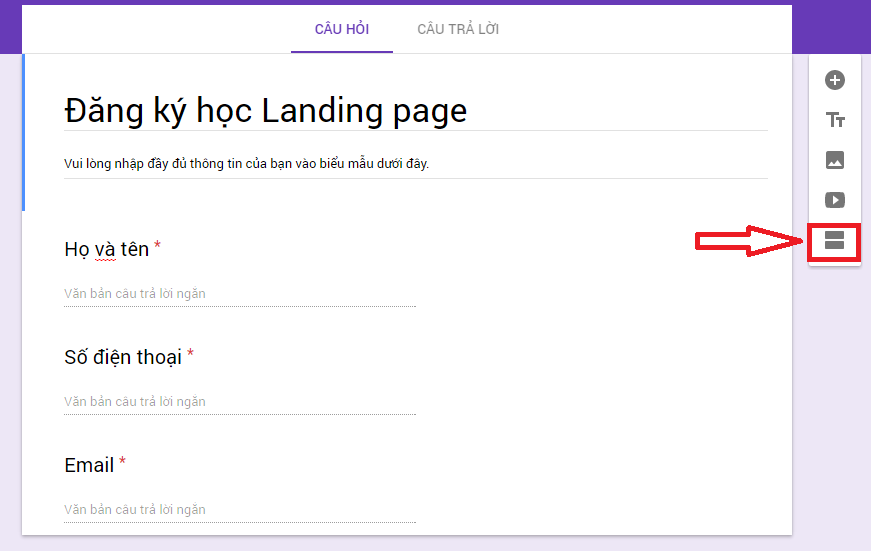 CÂU HỎI CÂU TRẢ LỜI
Đăng ký học Landing page
Vui lòng nhập đầy đủ thông tin của bạn vào biểu mẫu dưới đây.
Họ và tên *
Văn bản câu trả lời ngắn
Số điện thoại *
Văn bản câu trả lời ngắn
Email *
Văn bản câu trả lời ngắn